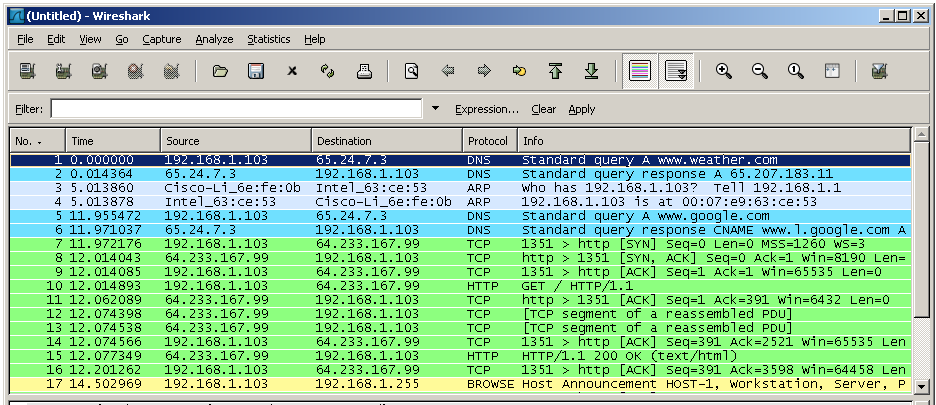 (Untitled) - Wireshark
File Edit View Go Capture Analyze Statistics Help
Filter: Expression... Clear Apply
No. Time Source Destination Protocol Info
1 0.000000 192.168.1.103 65.24.7.3 DNS Standard query A www.weather.com
2 0.014364 65.24.7.3 192.168.1.103 DNS Standard query response A 65.207.183.11
3 5.013860 Cisco-Li_6e:fe:0b Intel_63:ce:53 ARP Who has 192.168.1.103? Tell 192.168.1.1
4 5.013878 Intel_63:ce:53 Cisco-Li_6e:fe:0b ARP 192.168.1.103 is at 00:07:e9:63:ce:53
5 11.955472 192.168.1.103 65.24.7.3 DNS Standard query A www.google.com
6 11.971037 65.24.7.3 192.168.1.103 DNS Standard query response CNAME www.l.google.com A
7 11.972176 192.168.1.103 64.233.167.99 TCP 1351 > http [SYN] Seq=0 Len=0 MSS=1260 WS=3
8 12.014043 64.233.167.99 192.168.1.103 TCP http > 1351 [SYN, ACK] Seq=0 Ack=1 Win=8190 Len=
9 12.014085 192.168.1.103 64.233.167.99 TCP 1351 > http [ACK] Seq=1 Ack=1 Win=65535 Len=0
10 12.014893 192.168.1.103 64.233.167.99 HTTP GET / HTTP/1.1
11 12.062089 64.233.167.99 192.168.1.103 TCP http > 1351 [ACK] Seq=1 Ack=391 Win=6432 Len=0
12 12.074398 64.233.167.99 192.168.1.103 TCP [TCP segment of a reassembled PDU]
13 12.074538 64.233.167.99 192.168.1.103 TCP [TCP segment of a reassembled PDU]
14 12.074566 192.168.1.103 64.233.167.99 TCP 1351 > http [ACK] Seq=391 Ack=2521 Win=65535 Len
15 12.077349 64.233.167.99 192.168.1.103 HTTP HTTP/1.1 200 OK (text/html)
16 12.201262 192.168.1.103 64.233.167.99 TCP 1351 > http [ACK] Seq=391 Ack=3598 Win=64458 Len
17 14.502969 192.168.1.103 192.168.1.255 BROWSE Host Announcement HOST-1, Workstation, Server, P